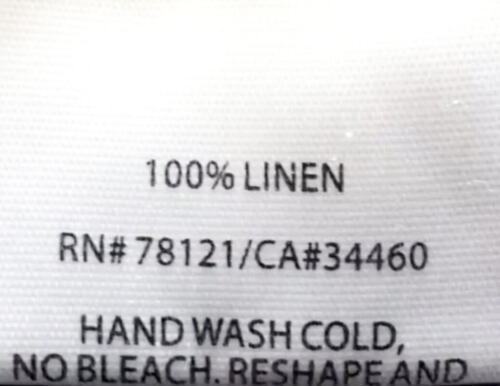 100% LINEN
RN# 78121/CA#34460
HAND WASH COLD,
NO BLEACH. RESHAPE AND